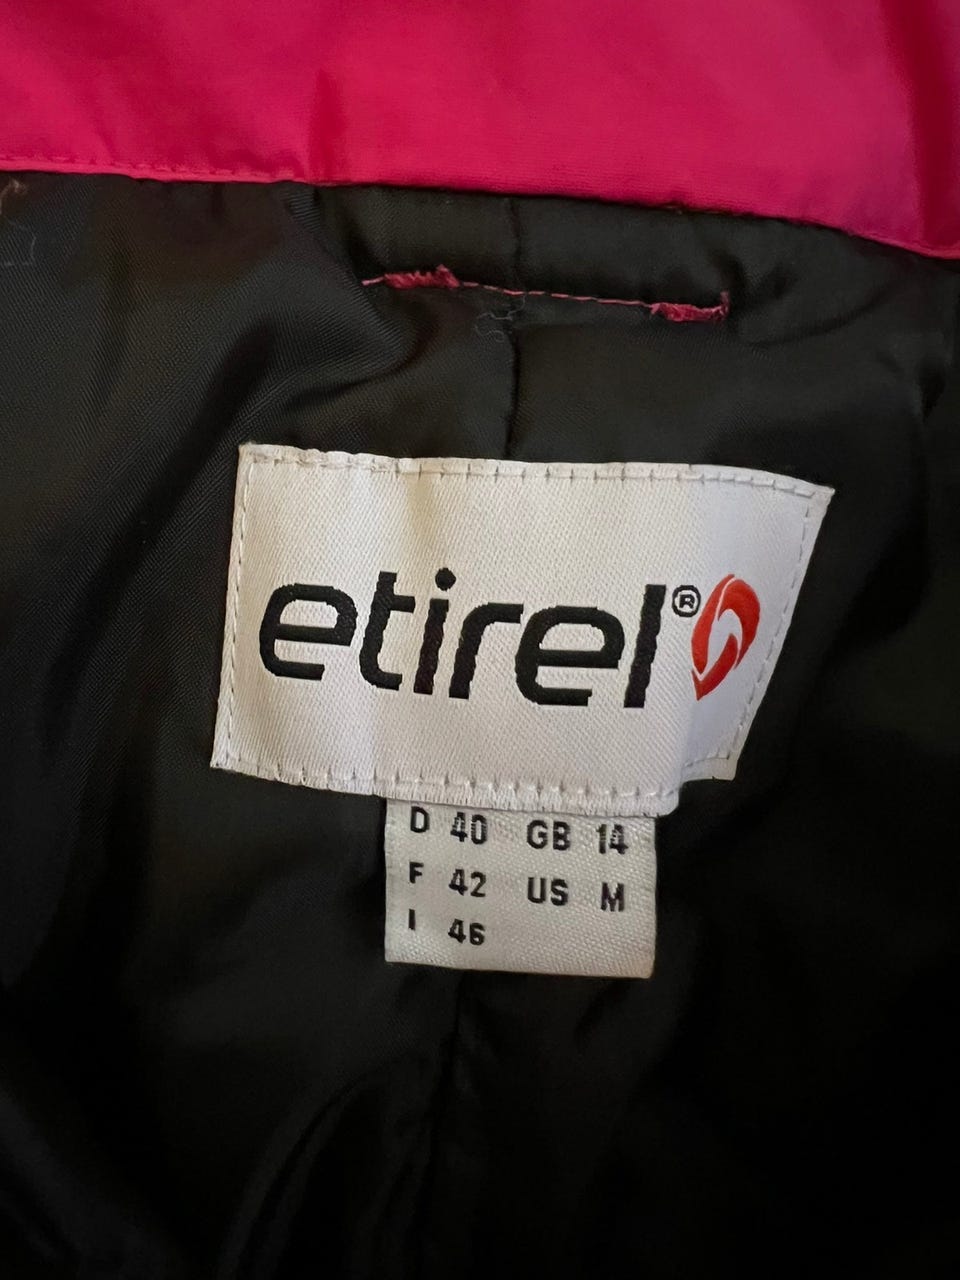 etirel®
D 40 GB 14
F 42 US M
I 46